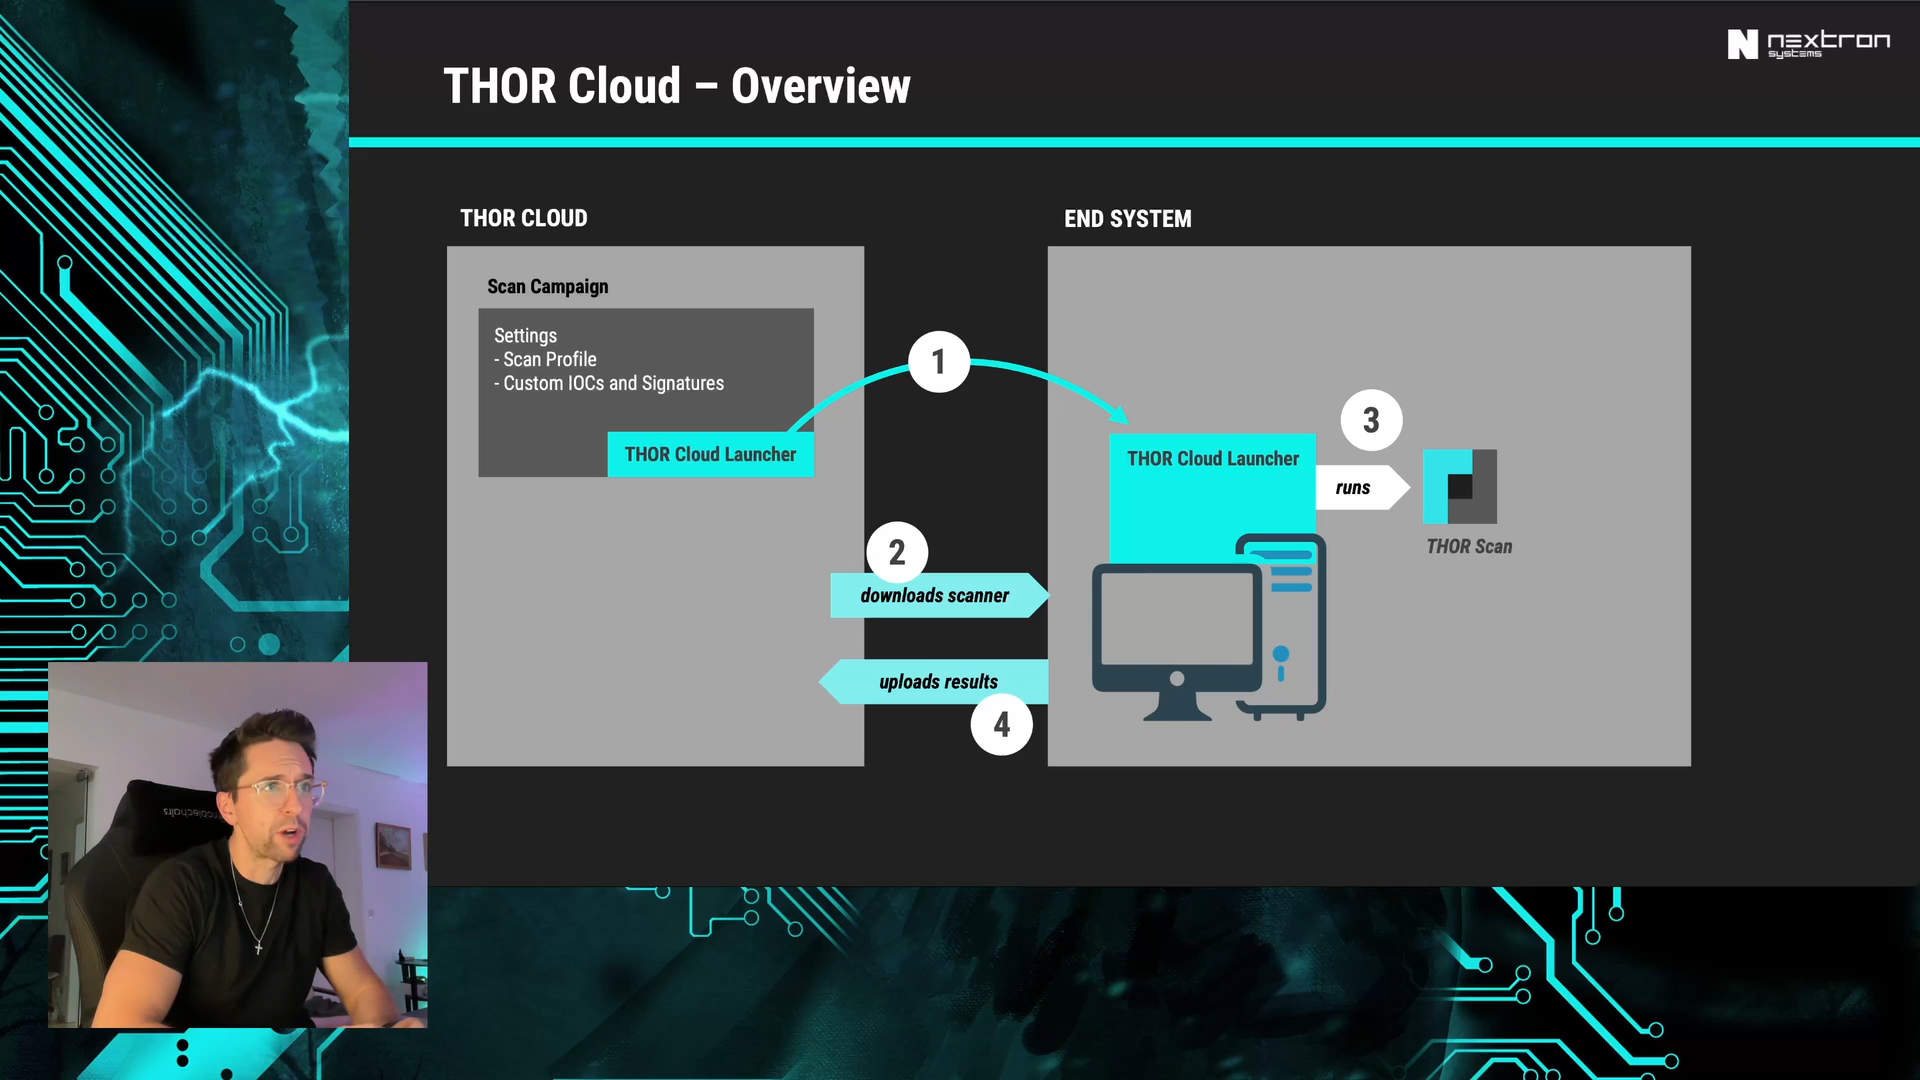 nextron
systems
THOR Cloud – Overview
THOR CLOUD
END SYSTEM
Scan Campaign
Settings
- Scan Profile
- Custom IOCs and Signatures
THOR Cloud Launcher
1
THOR Cloud Launcher
3
runs
THOR Scan
2
downloads scanner
uploads results
4
noblechairs